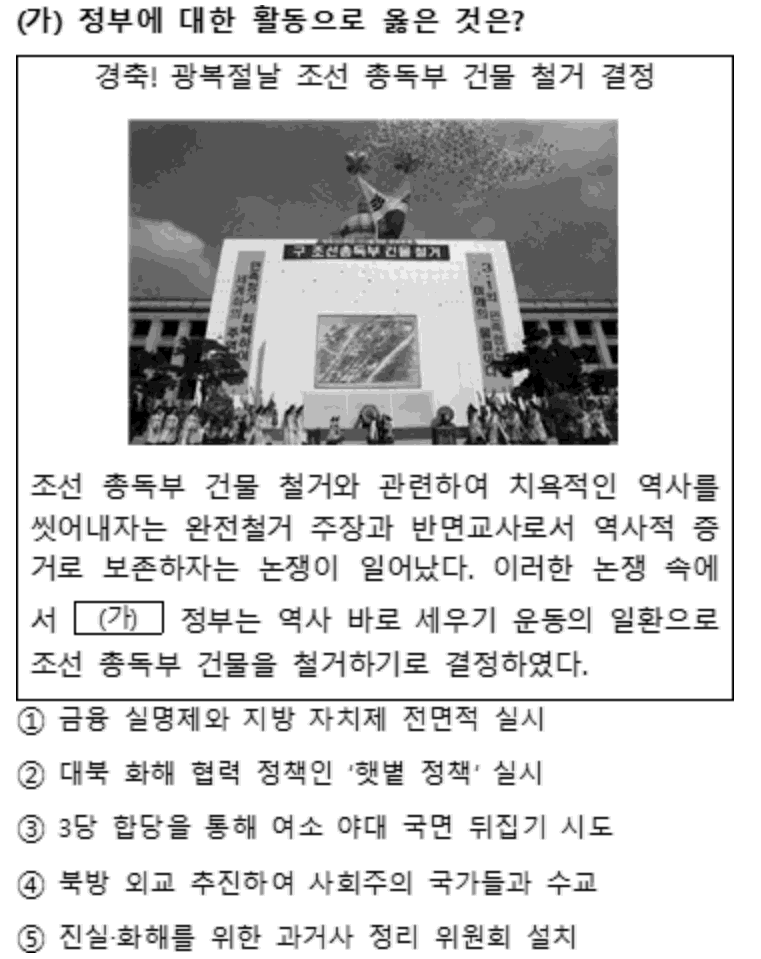 (가) 정부에 대한 활동으로 옳은 것은?
경축! 광복절날 조선 총독부 건물 철거 결정
구 조선총독부 건물 철거
조선 총독부 건물 철거와 관련하여 치욕적인 역사를
씻어내자는 완전철거 주장과 반면교사로서 역사적 증
거로 보존하자는 논쟁이 일어났다. 이러한 논쟁 속에
서 (가) 정부는 역사 바로 세우기 운동의 일환으로
조선 총독부 건물을 철거하기로 결정하였다.
① 금융 실명제와 지방 자치제 전면적 실시
② 대북 화해 협력 정책인 '햇볕 정책' 실시
③ 3당 합당을 통해 여소 야대 국면 뒤집기 시도
④ 북방 외교 추진하여 사회주의 국가들과 수교
⑤ 진실·화해를 위한 과거사 정리 위원회 설치